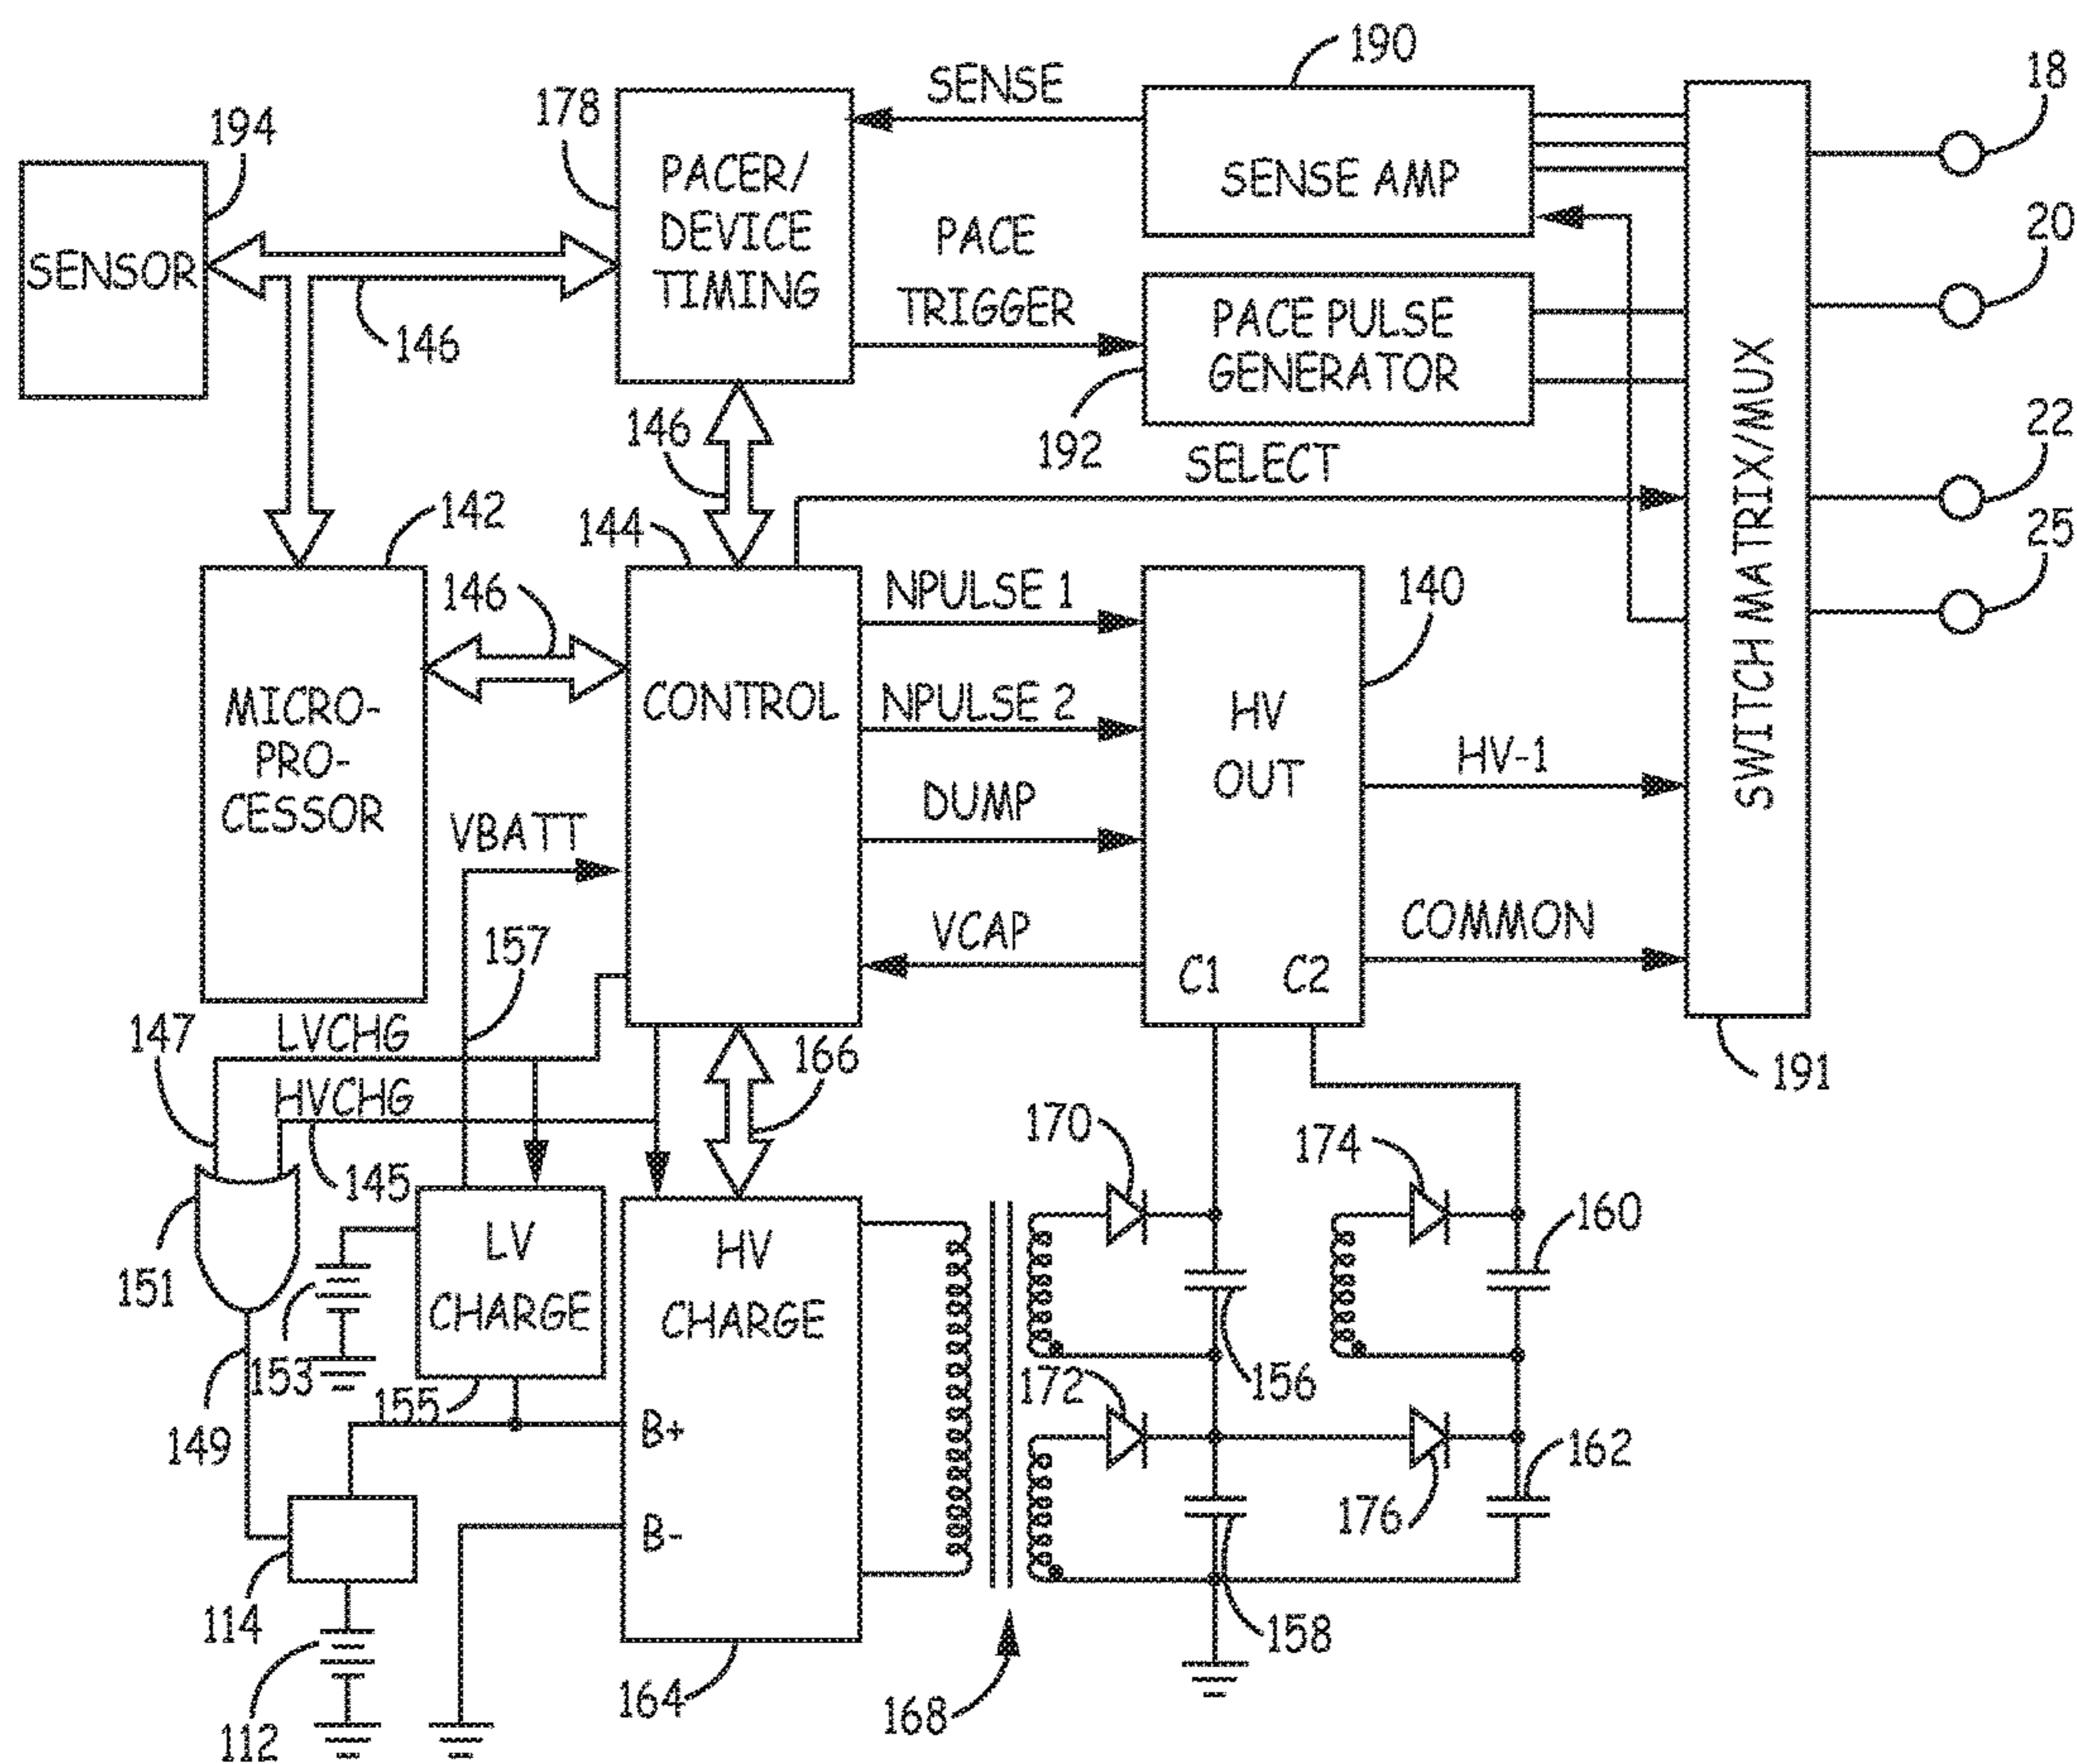 190
18
SENSE
178
194
PACER/
DEVICE
TIMING
SENSE AMP
PACE
TRIGGER
20
SENSOR
146
PACE PULSE
GENERATOR
192
146
SELECT
22
25
142
144
146
NPULSE 1
140
SWITCH MATRIX/MUX
MICRO-
PRO-
CESSOR
CONTROL
NPULSE 2
HV
OUT
HV-1
DUMP
VBATT
157
VCAP
COMMON
C1
C2
147
LVCHG
166
191
HVCHG
145
170
174
160
151
LV
CHARGE
HV
CHARGE
153
155
172
156
149
B+
162
176
B-
114
158
112
164
168